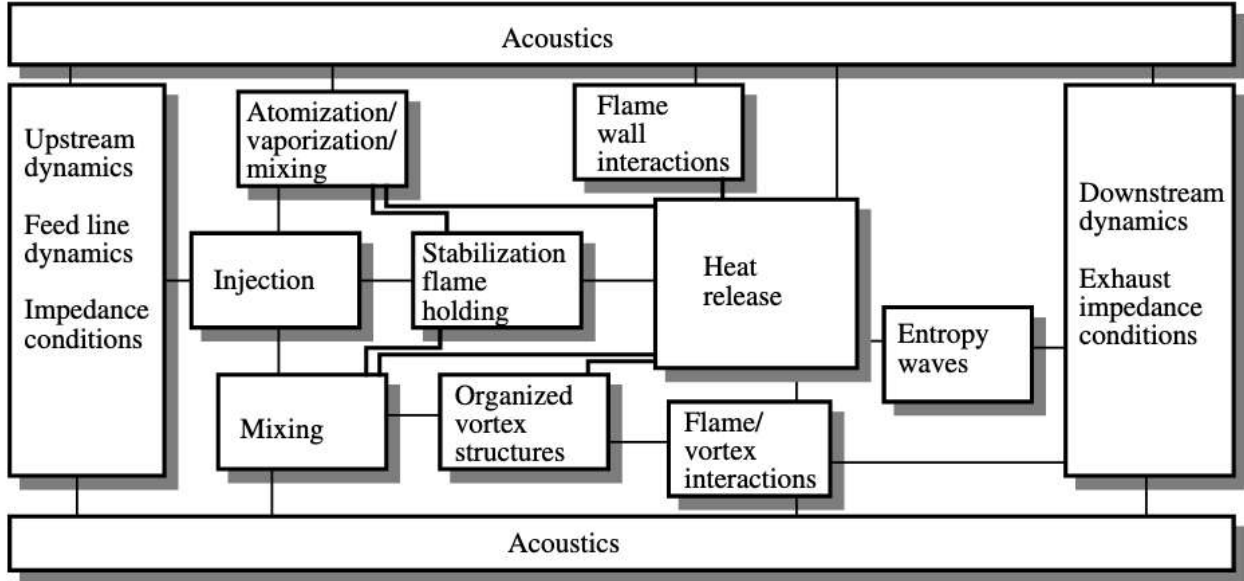 Acoustics
Upstream
dynamics
Feed line
dynamics
Impedance
conditions
Atomization/
vaporization/
mixing
Flame
wall
interactions
Injection
Stabilization
flame
holding
Heat
release
Mixing
Organized
vortex
structures
Flame/
vortex
interactions
Entropy
waves
Downstream
dynamics
Exhaust
impedance
conditions
Acoustics